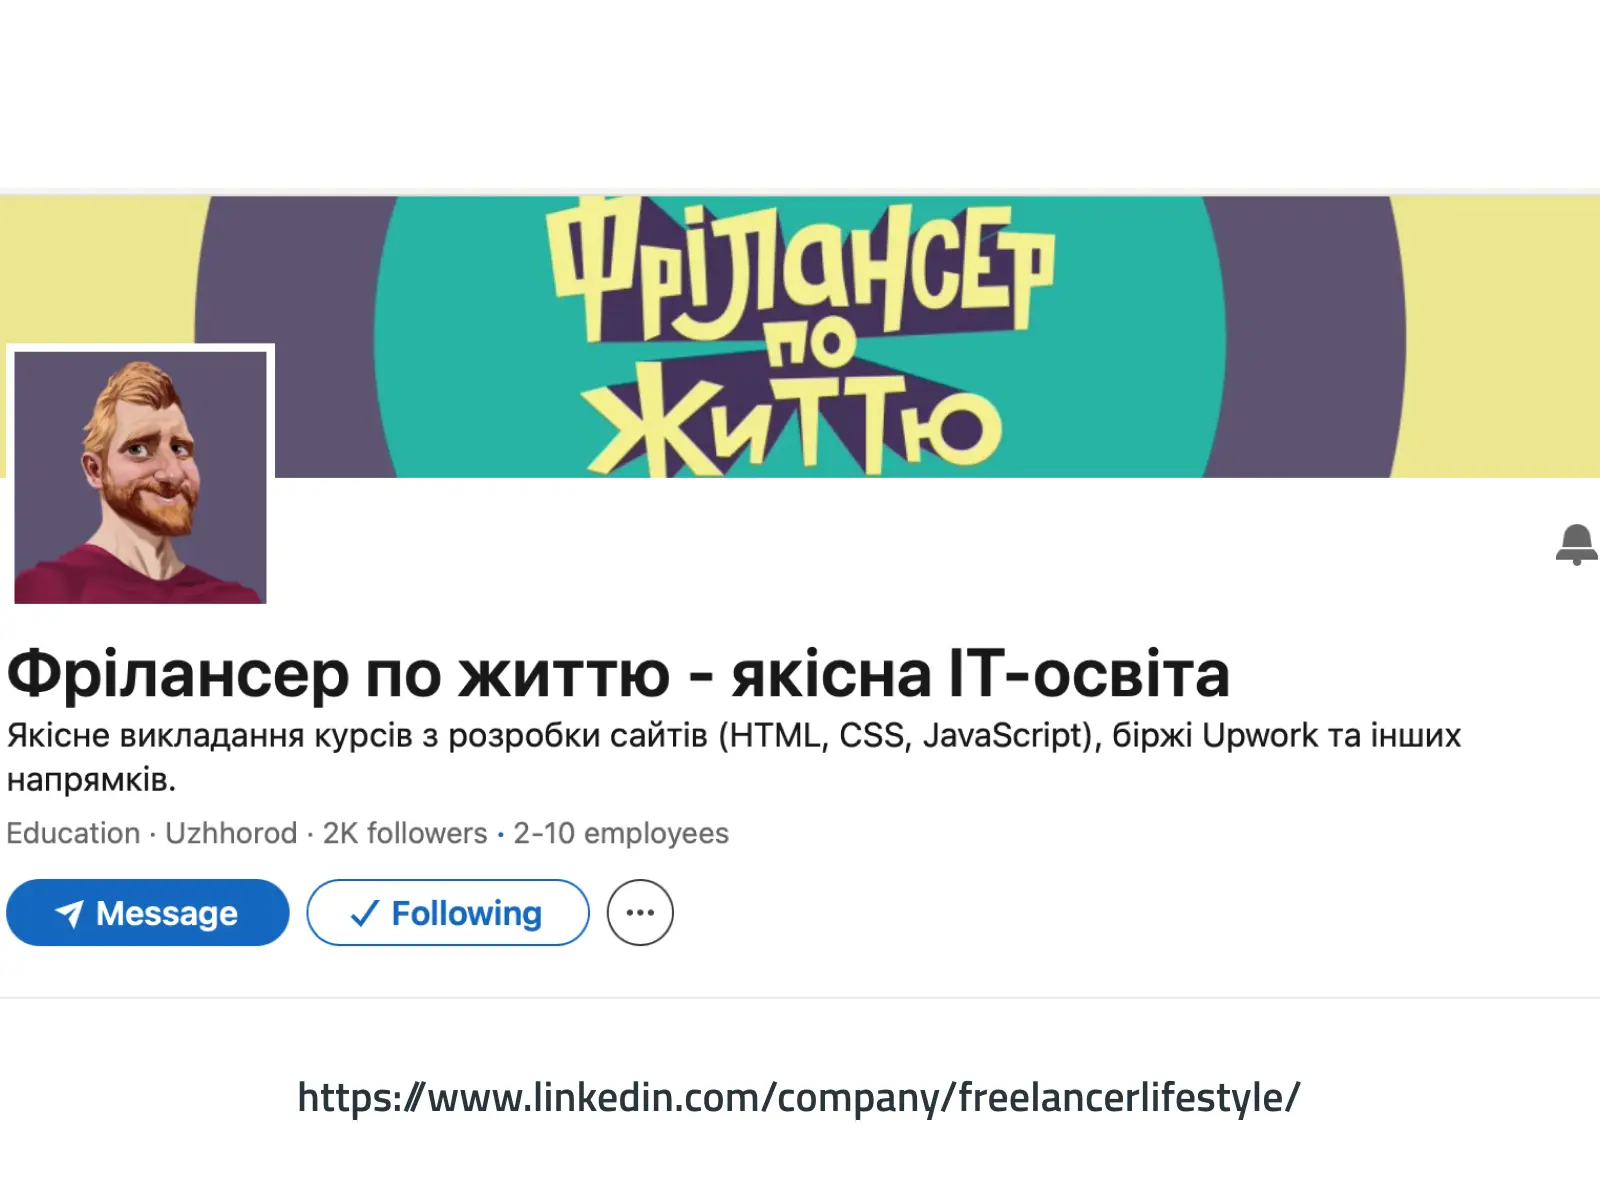 Фрілансер
по
життю
Фрілансер по життю - якісна ІТ-освіта
Якісне викладання курсів з розробки сайтів (HTML, CSS, JavaScript), біржі Upwork та інших
напрямків.
Education · Uzhhorod · 2K followers · 2-10 employees
Message
Following
https://www.linkedin.com/company/freelancerlifestyle/